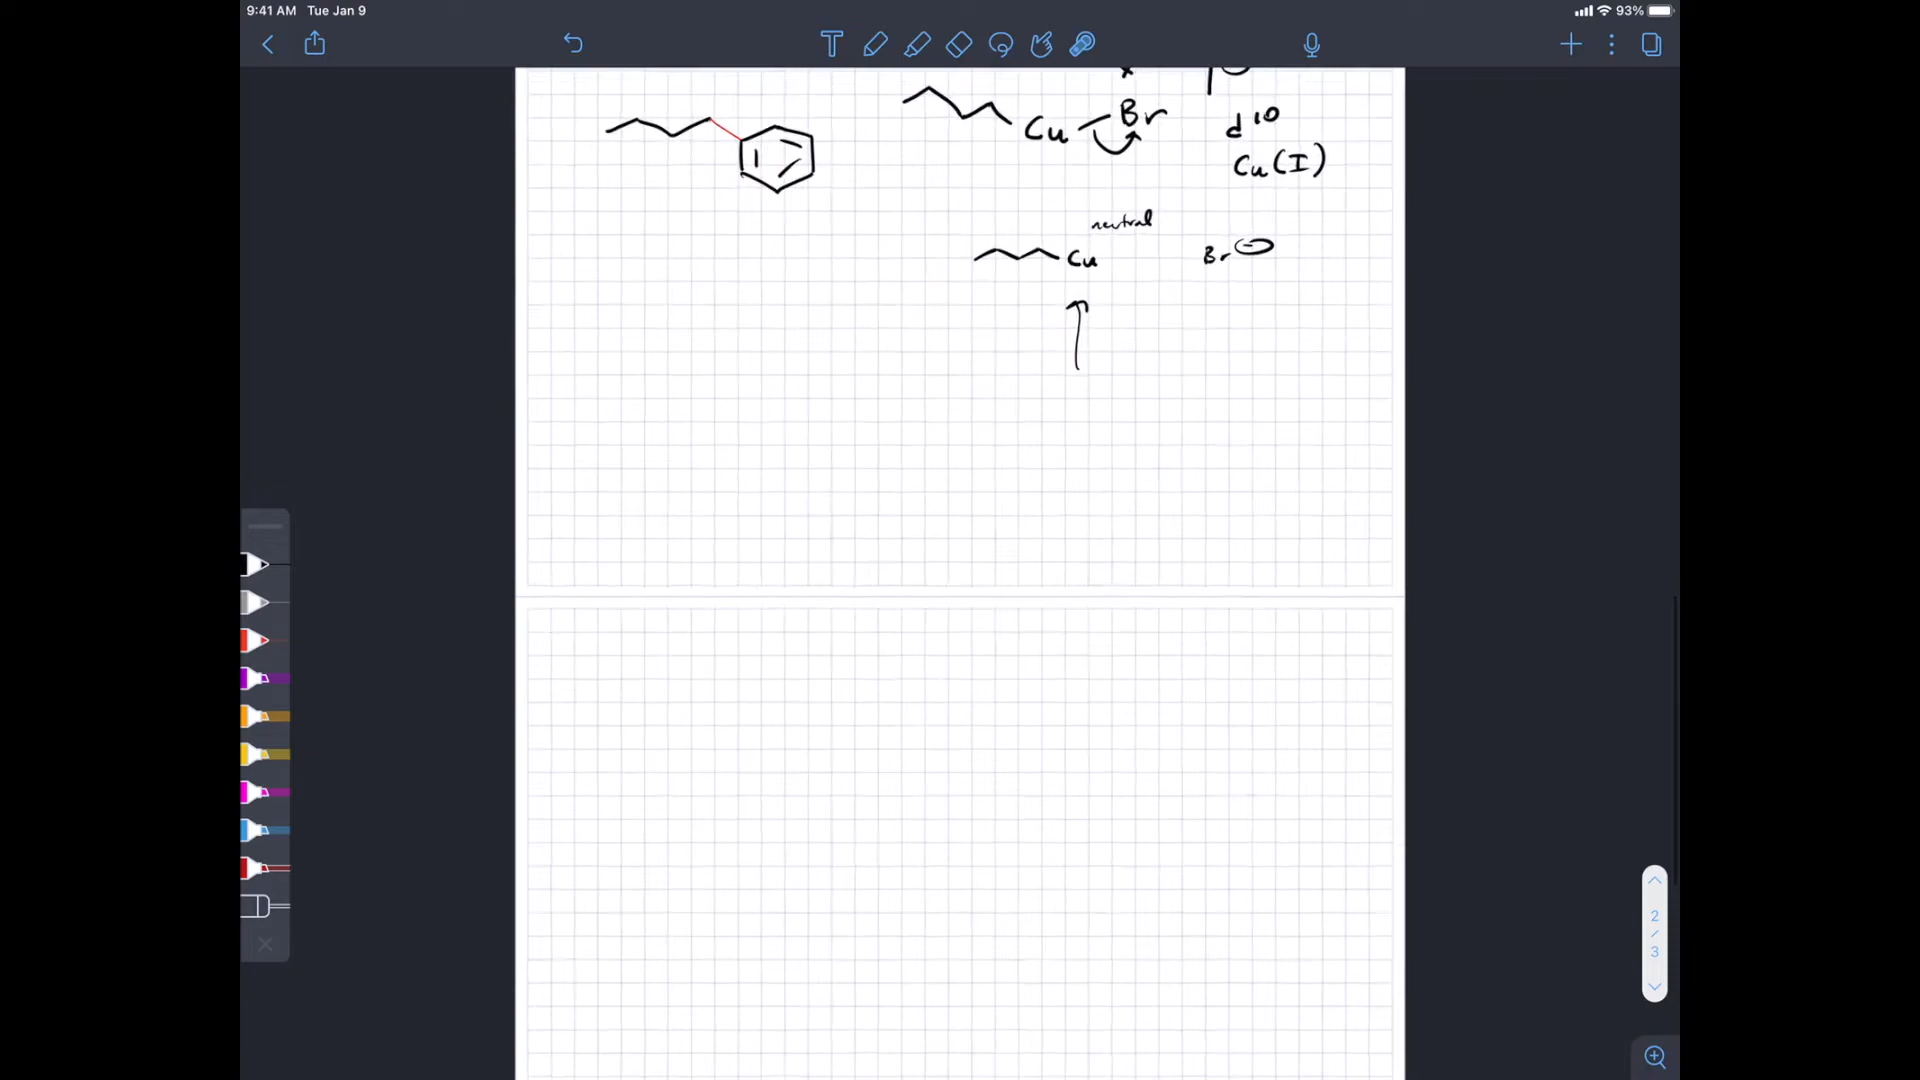 9:41 AM Tue Jan 9
93%
Cu Br
d10
Cu(I)
neutral
Cu
Br
2
/
3